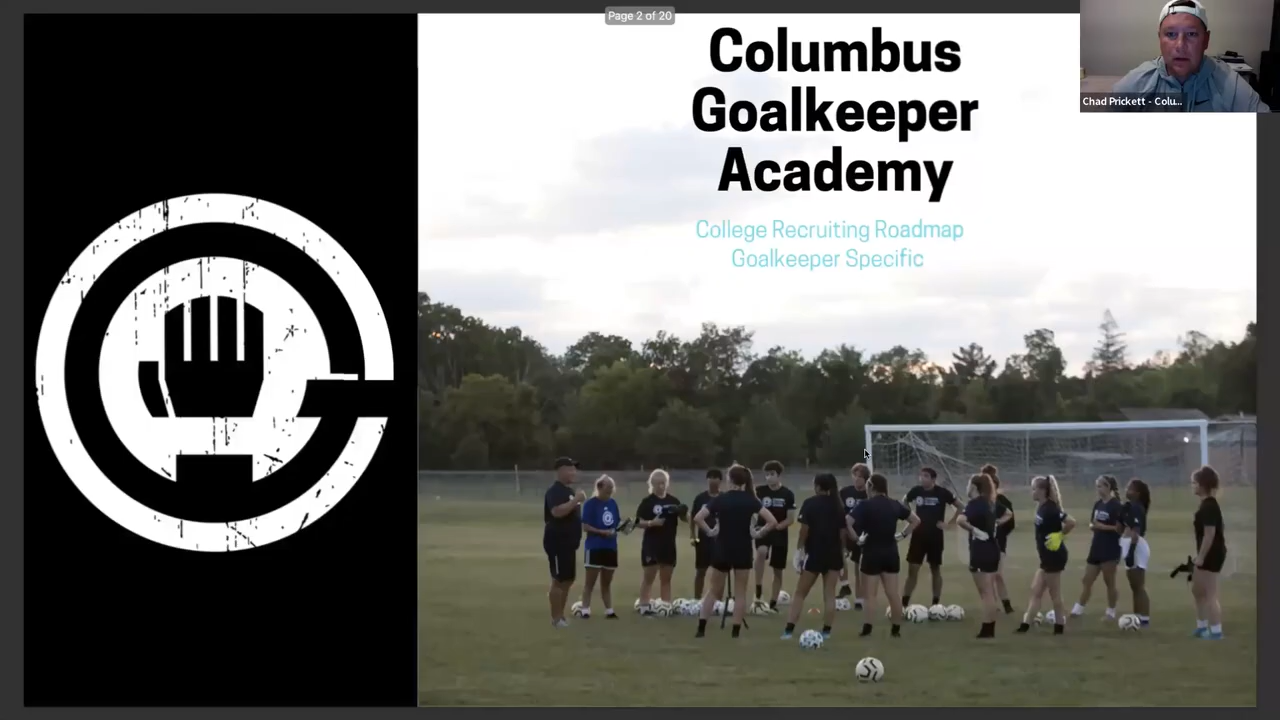 Page 2 of 20
Columbus
Goalkeeper
Academy
College Recruiting Roadmap
Goalkeeper Specific
Chad Prickett - Colu...